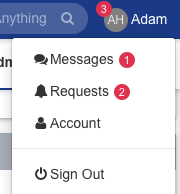 Anything
3
AH Adam
Messages 1
Requests 2
Account
Sign Out